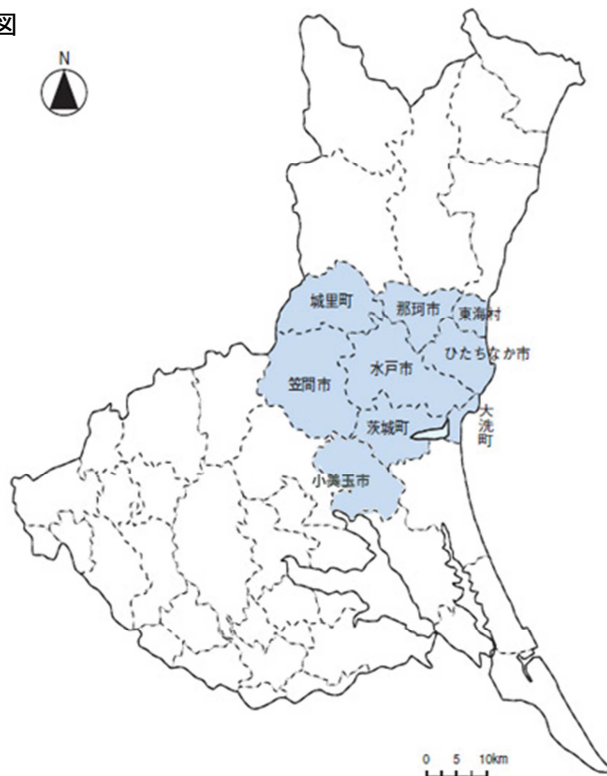 図
N
城里町
那珂市
東海村
ひたちなか市
水戸市
笠間市
大洗町
茨城町
小美玉市
0 5 10km